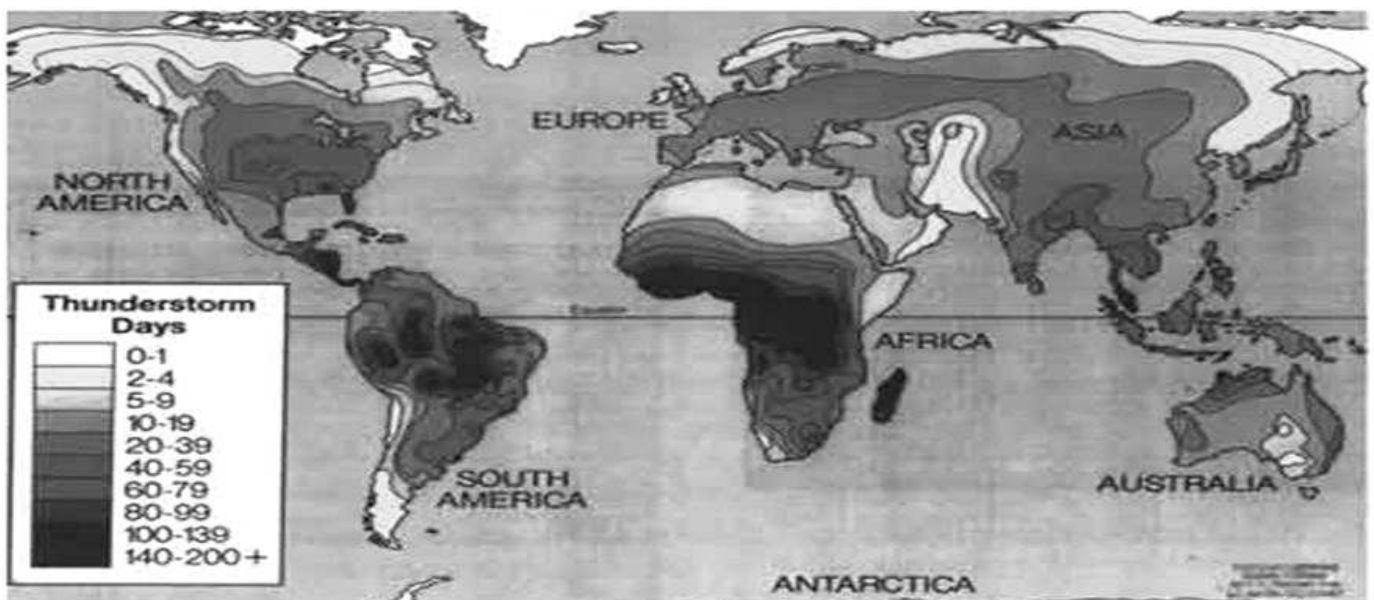 EUROPE
ASIA
NORTH
AMERICA
Thunderstorm
Days
0-1
2-4
5-9
10-19
20-39
40-59
60-79
80-99
100-139
140-200+
Equator
AFRICA
SOUTH
AMERICA
AUSTRALIA
ANTARCTICA